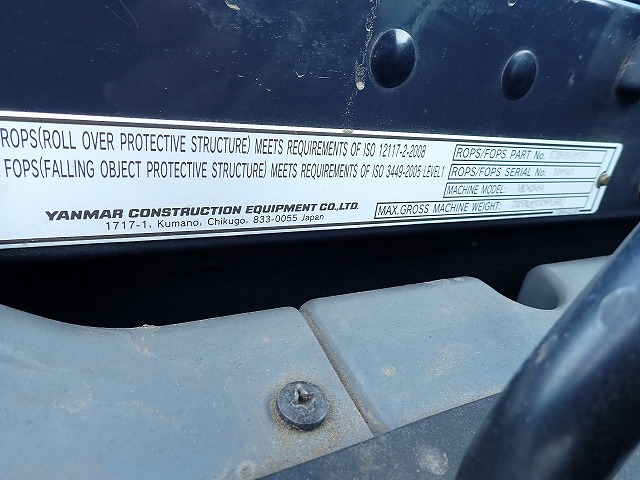 ROPS(ROLL OVER PROTECTIVE STRUCTURE) MEETS REQUIREMENTS OF ISO 12117-2-2008
FOPS(FALLING OBJECT PROTECTIVE STRUCTURE) MEETS REQUIREMENTS OF ISO 3449-2005 LEVEL1
YANMAR CONSTRUCTION EQUIPMENT CO.,LTD.
1717-1, Kumano, Chikugo, 833-0055 Japan
ROPS/FOPS PART No.
ROPS/FOPS SERIAL No.
MACHINE MODEL:
MAX.GROSS MACHINE WEIGHT: